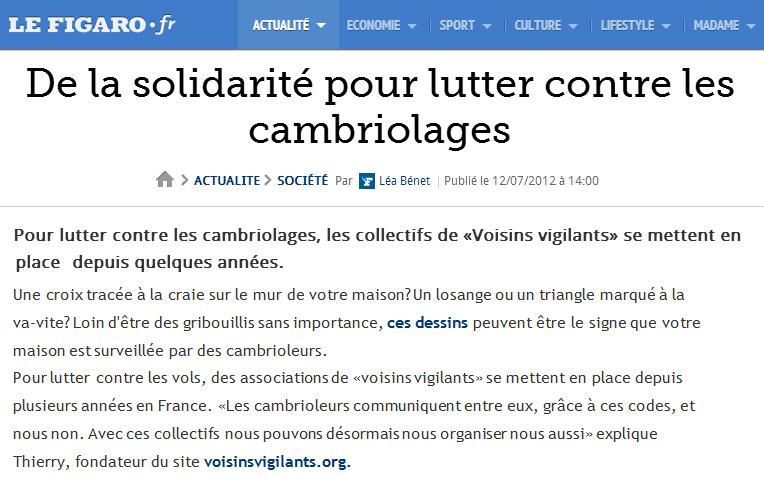 LE FIGARO·fr ACTUALITÉ ECONOMIE SPORT CULTURE LIFESTYLE MADAME
De la solidarité pour lutter contre les
cambriolages
ACTUALITE SOCIÉTÉ Par Léa Bénet Publié le 12/07/2012 à 14:00
Pour lutter contre les cambriolages, les collectifs de «Voisins vigilants» se mettent en
place depuis quelques années.
Une croix tracée à la craie sur le mur de votre maison? Un losange ou un triangle marqué à la
va-vite? Loin d'être des gribouillis sans importance, ces dessins peuvent être le signe que votre
maison est surveillée par des cambrioleurs.
Pour lutter contre les vols, des associations de «voisins vigilants» se mettent en place depuis
plusieurs années en France. «Les cambrioleurs communiquent entre eux, grâce à ces codes, et
nous non. Avec ces collectifs nous pouvons désormais nous organiser nous aussi» explique
Thierry, fondateur du site voisinsvigilants.org.